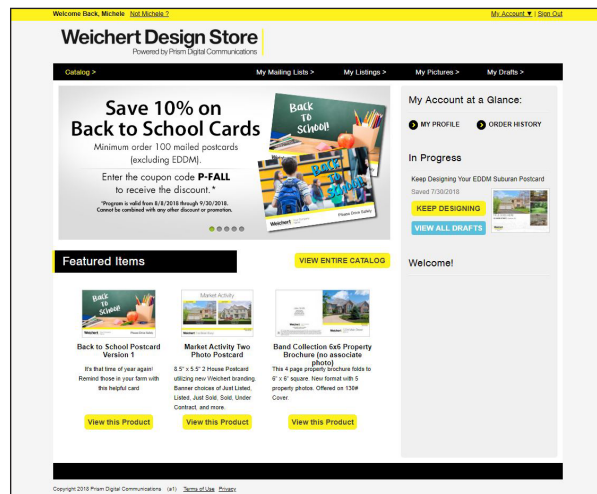 Welcome Back, Michele Not Michele ?
My Account ▼ | Sign Out
Weichert Design Store
Powered by Prism Digital Communications
Catalog >
My Mailing Lists >
My Listings >
My Pictures >
My Drafts >
Save 10% on
Back to School Cards
Minimum order 100 mailed postcards
(excluding EDDM).
Enter the coupon code P-FALL
to receive the discount.*
*Program is valid from 8/8/2018 through 9/30/2018.
Cannot be combined with any other discount or promotion.
Back
To
School!
BACK
TO
SCHOOL
Please Drive Safely
Weichert
My Account at a Glance:
MY PROFILE
ORDER HISTORY
In Progress
Keep Designing Your EDDM Suburan Postcard
Saved 7/30/2018
KEEP DESIGNING
VIEW ALL DRAFTS
Welcome!
Featured Items
VIEW ENTIRE CATALOG
Back
To
School!
Market Activity
Back to School Postcard
Version 1
It's that time of year again!
Remind those in your farm with
this helpful card
View this Product
Market Activity Two
Photo Postcard
8.5" x 5.5" 2 House Postcard
utilizing new Weichert branding.
Banner choices of Just Listed,
Listed, Just Sold, Sold, Under
Contract, and more.
View this Product
Band Collection 6x6 Property
Brochure (no associate
photo)
This 4 page property brochure folds to
6" x 6" square. New format with 5
property photos. Offered on 130#
Cover.
View this Product
Copyright 2018 Prism Digital Communications (e1) Terms of Use Privacy